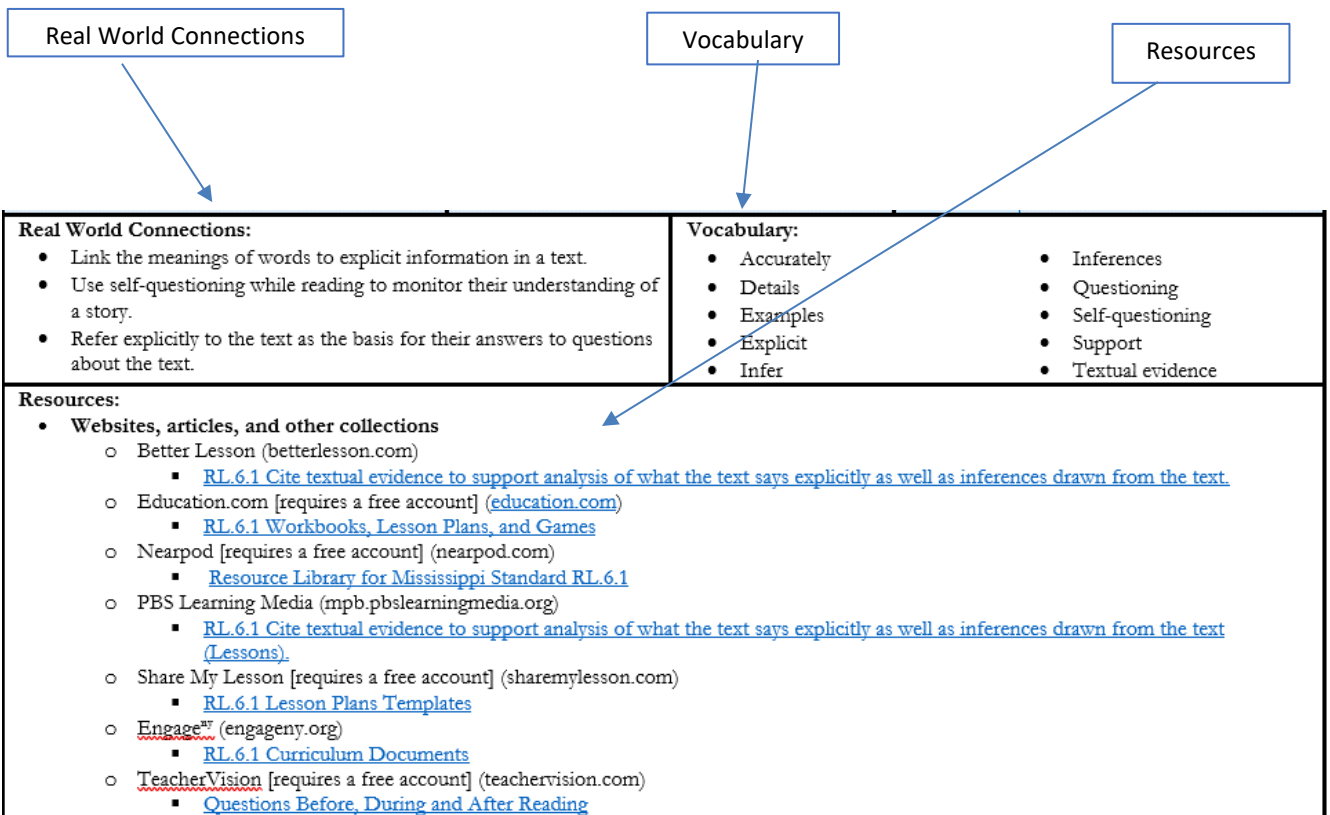 Real World Connections
Vocabulary
Resources
Real World Connections:
• Link the meanings of words to explicit information in a text.
• Use self-questioning while reading to monitor their understanding of
a story.
• Refer explicitly to the text as the basis for their answers to questions
about the text.
Vocabulary:
• Accurately
• Details
• Examples
• Explicit
• Infer
• Inferences
• Questioning
• Self-questioning
• Support
• Textual evidence
Resources:
• Websites, articles, and other collections
o Better Lesson (betterlesson.com)
▪ RL.6.1 Cite textual evidence to support analysis of what the text says explicitly as well as inferences drawn from the text.
o Education.com [requires a free account] (education.com)
▪ RL.6.1 Workbooks, Lesson Plans, and Games
o Nearpod [requires a free account] (nearpod.com)
▪ Resource Library for Mississippi Standard RL.6.1
o PBS Learning Media (mpb.pbslearningmedia.org)
▪ RL.6.1 Cite textual evidence to support analysis of what the text says explicitly as well as inferences drawn from the text
(Lessons).
o Share My Lesson [requires a free account] (sharemylesson.com)
▪ RL.6.1 Lesson Plans Templates
o Engageⁿʸ (engageny.org)
▪ RL.6.1 Curriculum Documents
o TeacherVision [requires a free account] (teachervision.com)
▪ Questions Before, During and After Reading